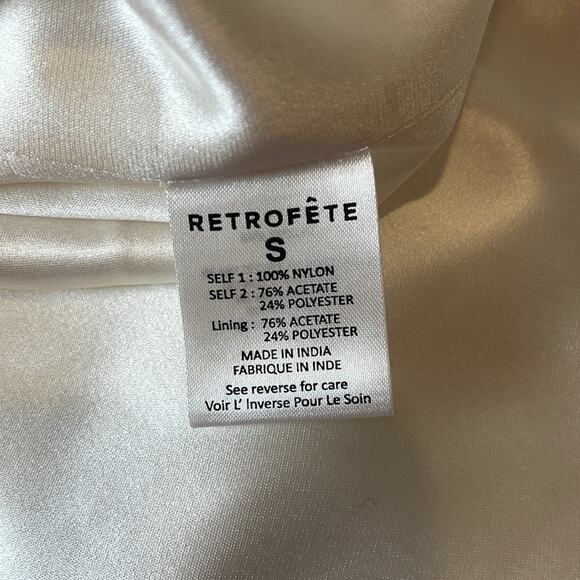 RETROFÊTE
S
SELF 1 : 100% NYLON
SELF 2 : 76% ACETATE
24% POLYESTER
Lining : 76% ACETATE
24% POLYESTER
MADE IN INDIA
FABRIQUE IN INDE
See reverse for care
Voir L' Inverse Pour Le Soin